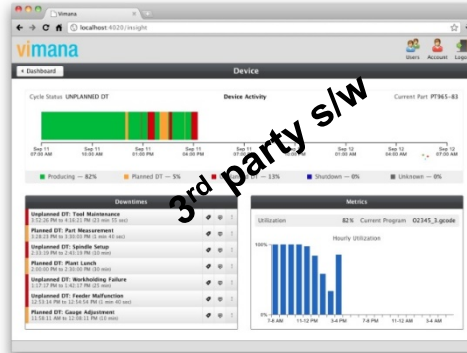 Vimana
localhost:4020/insight
vimana
Users Account
Dashboard
Device
Cycle Status UNPLANNED DT
Device Activity
Current Part PT965-83
Sep 11 Sep 11 Sep 11 Sep 11 Sep 12 Sep 12 Sep 12
07:00 AM 10:00 AM 01:00 PM 04:00 PM 01:00 AM 04:00 AM 07:00 AM
Producing — 82% Planned DT — 5% DT — 13% Shutdown — 0% Unknown — 0%
3rd party s/w
Downtimes
Unplanned DT: Tool Maintenance
Planned DT: Part Measurement
Unplanned DT: Spindle Setup
Planned DT: Plant Lunch
Unplanned DT: Workholding Failure
Unplanned DT: Feeder Malfunction
Planned DT: Gauge Adjustment
Metrics
Utilization 82% Current Program O2345_3.gcode
Hourly Utilization
100%
0%
7-8 AM 11-12 PM 3-4 PM 7-8 PM 11-12 AM 3-4 AM